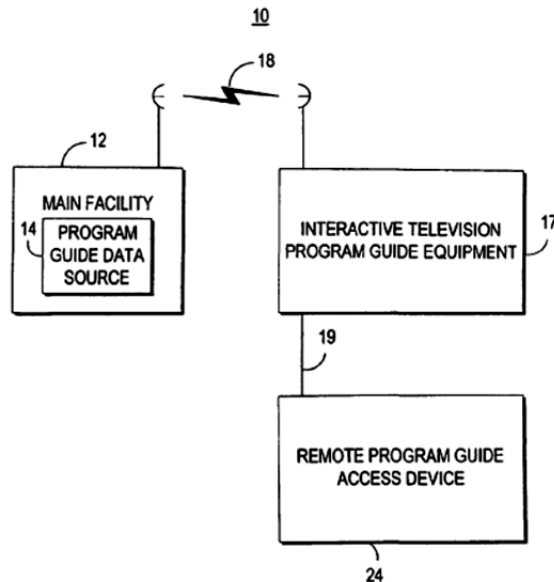 10
18
12
MAIN FACILITY
14
PROGRAM
GUIDE DATA
SOURCE
INTERACTIVE TELEVISION
PROGRAM GUIDE EQUIPMENT
17
19
REMOTE PROGRAM GUIDE
ACCESS DEVICE
24